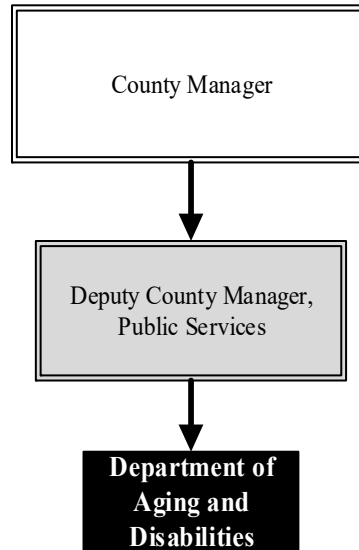 County Manager
Deputy County Manager,
Public Services
Department of
Aging and
Disabilities